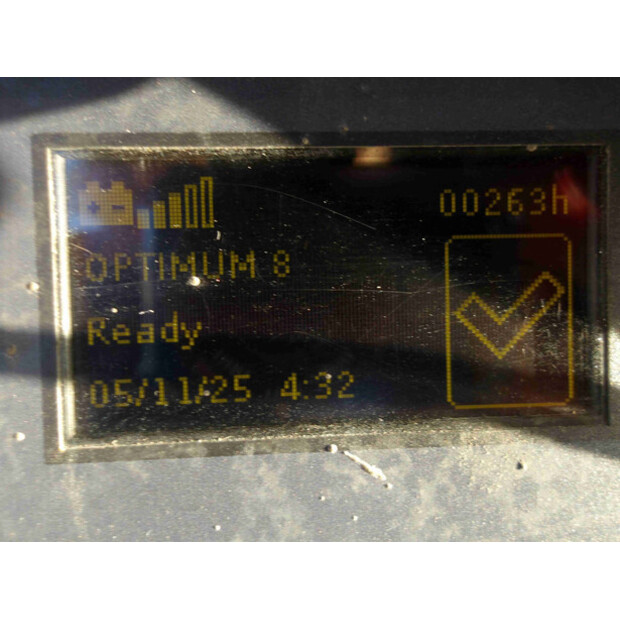 00263h
OPTIMUM 8
Ready
05/11/25 4:32